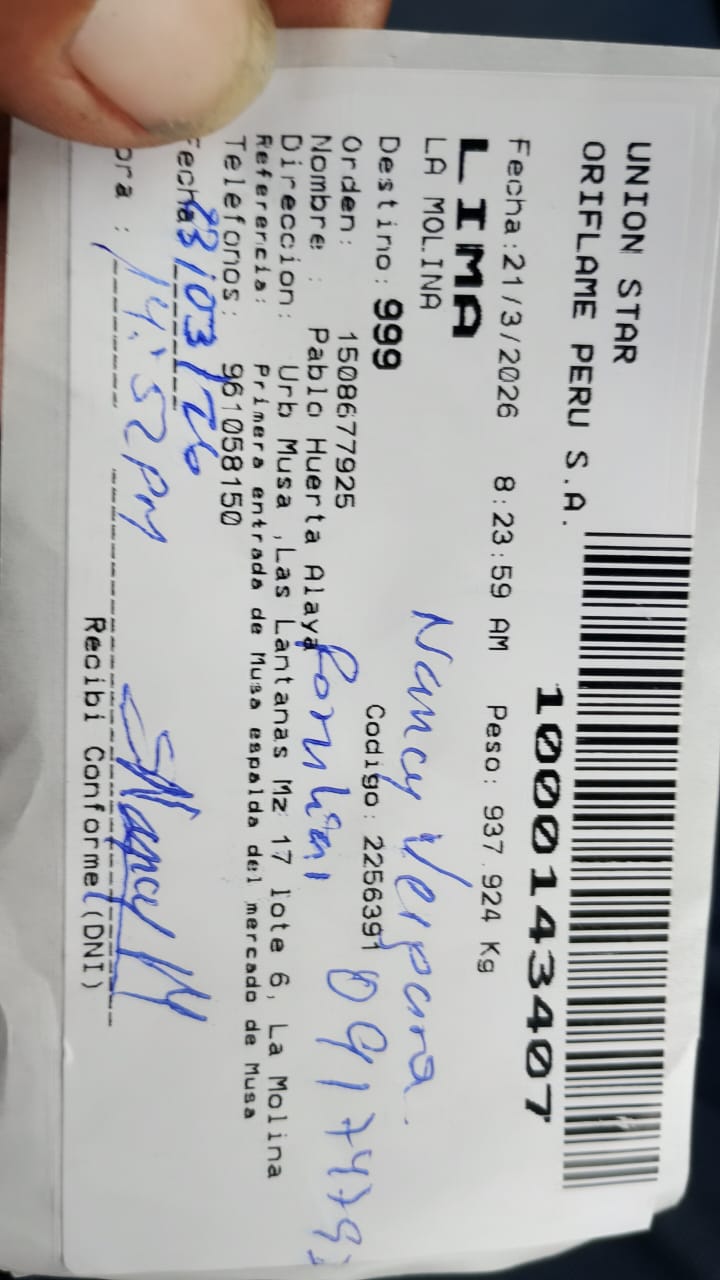 UNION STAR
ORIFLAME PERU S.A.
1000143407
Fecha:21/3/2026 8:23:59 AM Peso: 937.924 Kg
LIMA
LA MOLINA
Nancy Vergara
Destino: 999
Codigo: 2256391
Orden: 1508677925
Nombre : Pablo Huerta Alaya
Direccion: Urb Musa ,Las Lantanas Mz 17 lote 6, La Molina
Referencia: Primera entrada de Musa espalda del mercado de Musa
Telefonos: 961058150
Fecha 23/03/26
ora : 14:52 PM
Recibi Conforme (DNI)